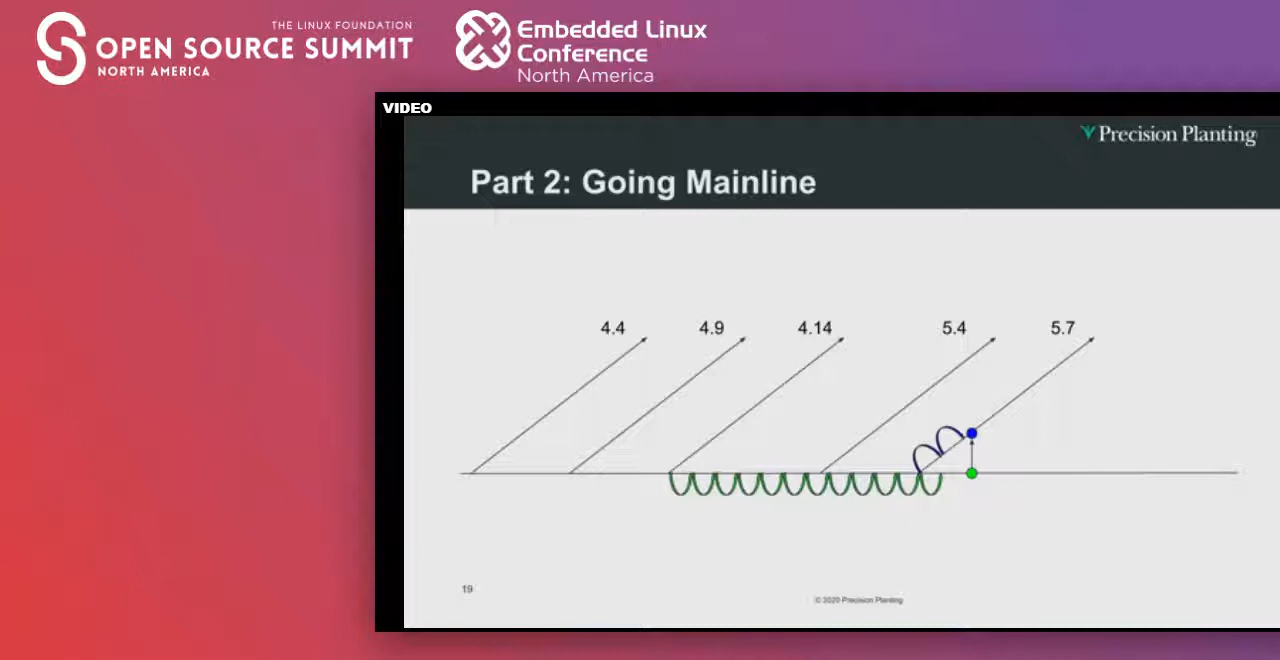 THE LINUX FOUNDATION
OPEN SOURCE SUMMIT
NORTH AMERICA
Embedded Linux
Conference
North America
VIDEO
Precision Planting
Part 2: Going Mainline
4.4 4.9 4.14 5.4 5.7
19
© 2020 Precision Planting